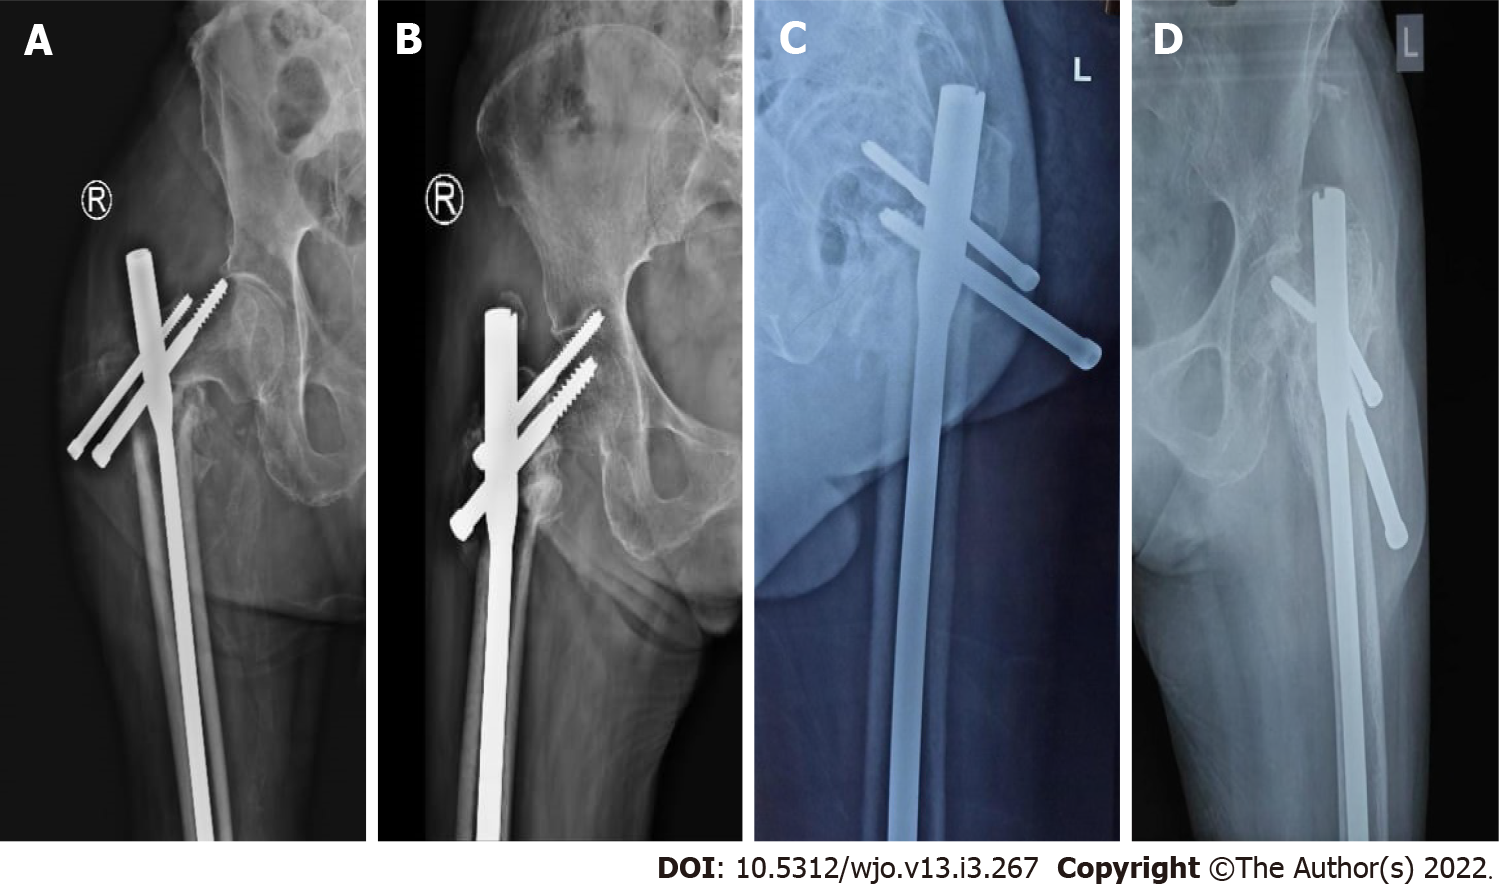 A
B
C
D
R
R
L
L
DOI: 10.5312/wjo.v13.i3.267 Copyright ©The Author(s) 2022.